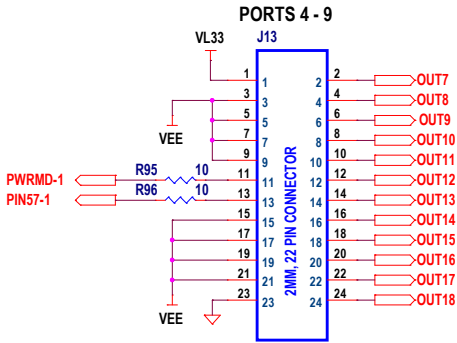 PORTS 4 - 9
VL33 J13
1 1 2 2 OUT7
3 3 4 4 OUT8
5 5 6 6 OUT9
VEE 7 7 8 8 OUT10
9 9 10 10 OUT11
PWRMD-1 R95 10 11 11 12 12 OUT12
PIN57-1 R96 10 13 13 14 14 OUT13
15 15 16 16 OUT14
17 17 18 18 OUT15
19 19 20 20 OUT16
21 21 22 22 OUT17
23 23 24 24 OUT18
VEE
2MM, 22 PIN CONNECTOR